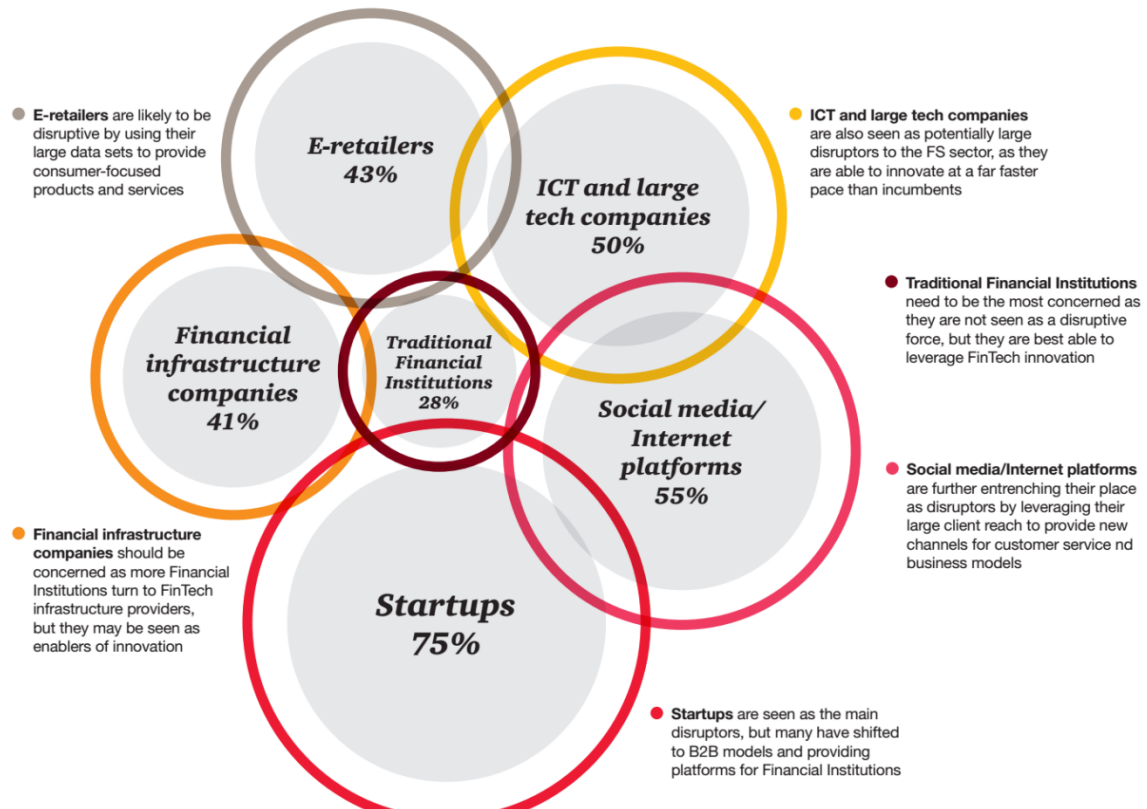 E-retailers are likely to be
disruptive by using their
large data sets to provide
consumer-focused
products and services
E-retailers
43%
ICT and large
tech companies
50%
ICT and large tech companies
are also seen as potentially large
disruptors to the FS sector, as they
are able to innovate at a far faster
pace than incumbents
Financial
infrastructure
companies
41%
Traditional
Financial
Institutions
28%
Traditional Financial Institutions
need to be the most concerned as
they are not seen as a disruptive
force, but they are best able to
leverage FinTech innovation
Social media/
Internet
platforms
55%
Social media/Internet platforms
are further entrenching their place
as disruptors by leveraging their
large client reach to provide new
channels for customer service nd
business models
Financial infrastructure
companies should be
concerned as more Financial
Institutions turn to FinTech
infrastructure providers,
but they may be seen as
enablers of innovation
Startups
75%
Startups are seen as the main
disruptors, but many have shifted
to B2B models and providing
platforms for Financial Institutions